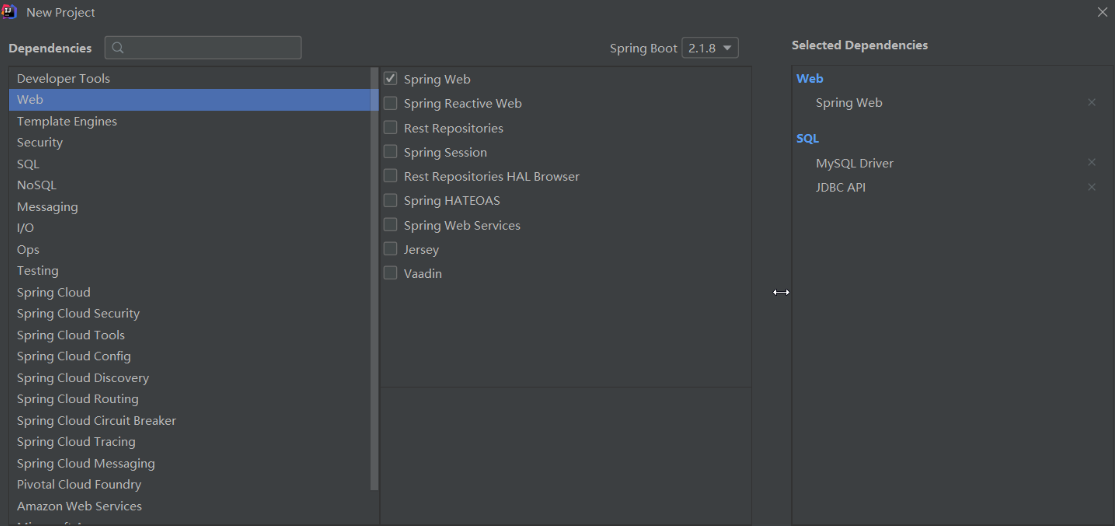 New Project
Dependencies
Spring Boot 2.1.8
Developer Tools
Web
Template Engines
Security
SQL
NoSQL
Messaging
I/O
Ops
Testing
Spring Cloud
Spring Cloud Security
Spring Cloud Tools
Spring Cloud Config
Spring Cloud Discovery
Spring Cloud Routing
Spring Cloud Circuit Breaker
Spring Cloud Tracing
Spring Cloud Messaging
Pivotal Cloud Foundry
Amazon Web Services
Spring Web
Spring Reactive Web
Rest Repositories
Spring Session
Rest Repositories HAL Browser
Spring HATEOAS
Spring Web Services
Jersey
Vaadin
Selected Dependencies
Web
Spring Web
SQL
MySQL Driver
JDBC API